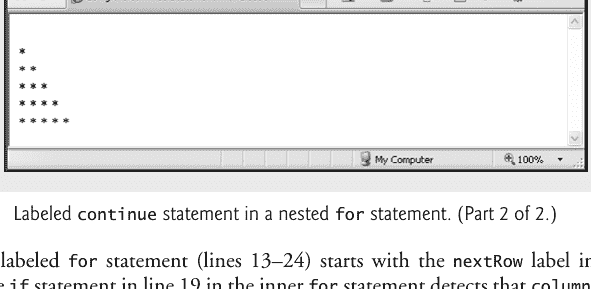 *
* *
* * *
* * * *
* * * * *
My Computer 100%
Labeled continue statement in a nested for statement. (Part 2 of 2.)
labeled for statement (lines 13–24) starts with the nextRow label in
if statement in line 19 in the inner for statement detects that column